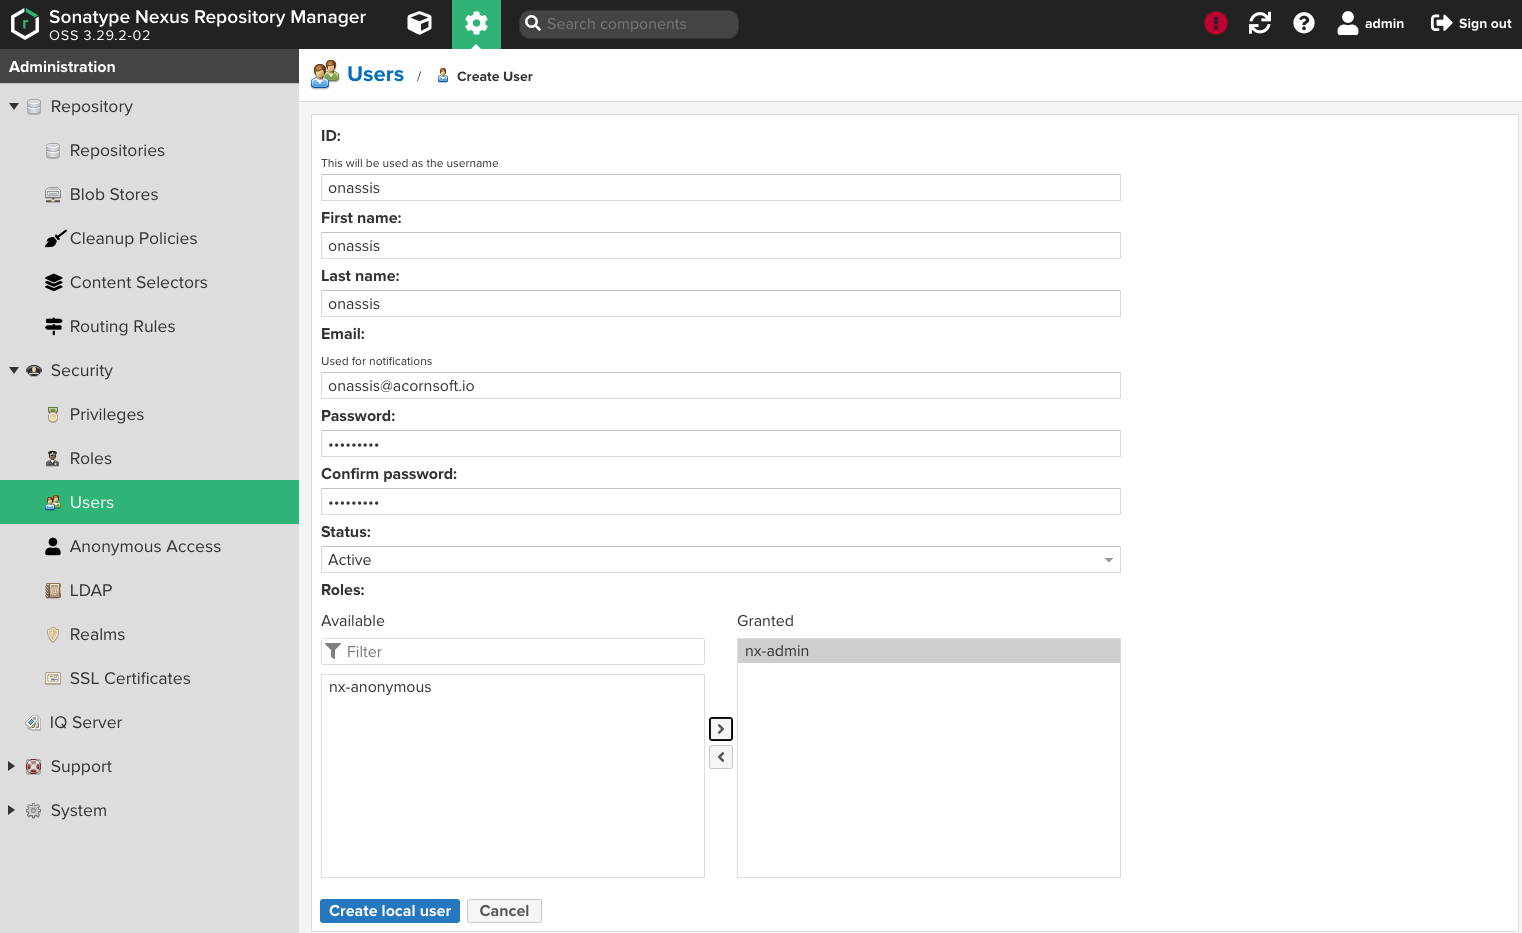 Sonatype Nexus Repository Manager
OSS 3.29.2-02
Search components
admin
Sign out
Administration
Repository
Repositories
Blob Stores
Cleanup Policies
Content Selectors
Routing Rules
Security
Privileges
Roles
Users
Anonymous Access
LDAP
Realms
SSL Certificates
IQ Server
Support
System
Users / Create User
ID:
This will be used as the username
onassis
First name:
onassis
Last name:
onassis
Email:
Used for notifications
onassis@acornsoft.io
Password:
•••••••••
Confirm password:
•••••••••
Status:
Active
Roles:
Available
Filter
nx-anonymous
Granted
nx-admin
Create local user
Cancel